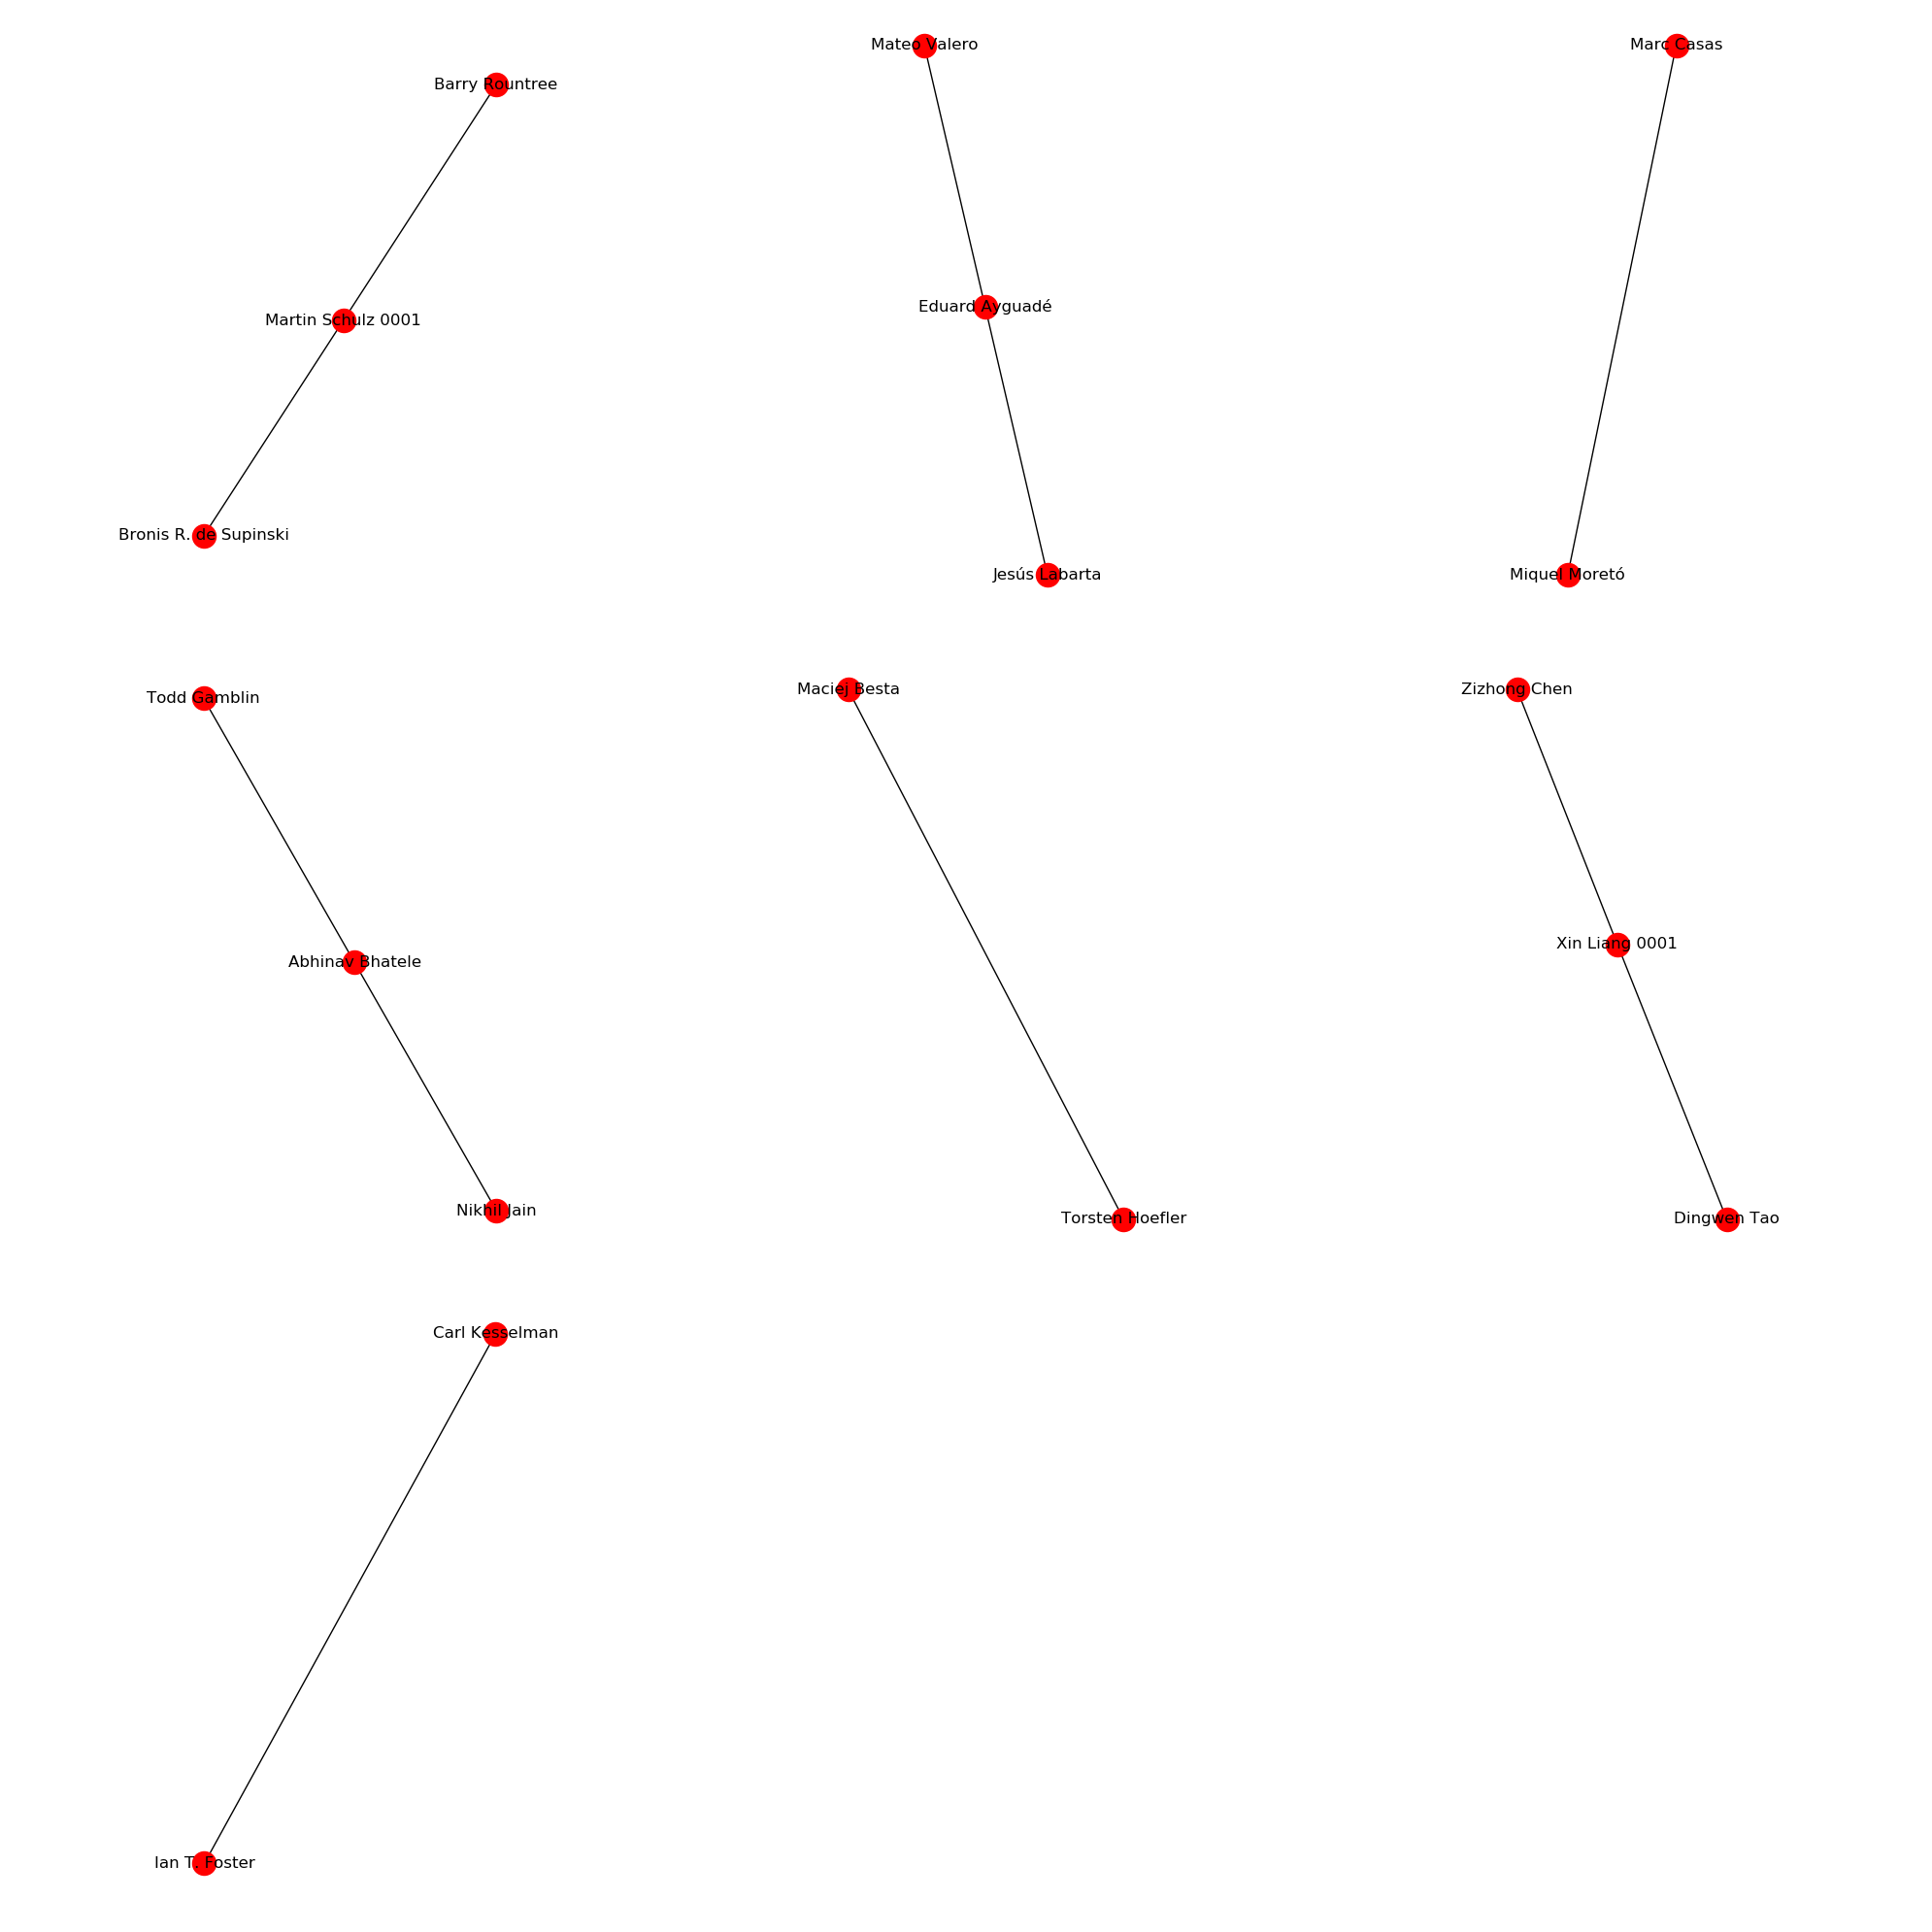 Mateo Valero
Marc Casas
Barry Rountree
Eduard Ayguadé
Martin Schulz 0001
Bronis R. de Supinski
Jesús Labarta
Miquel Moretó
Todd Gamblin
Maciej Besta
Zizhong Chen
Abhinav Bhatele
Xin Liang 0001
Nikhil Jain
Torsten Hoefler
Dingwen Tao
Carl Kesselman
Ian T. Foster